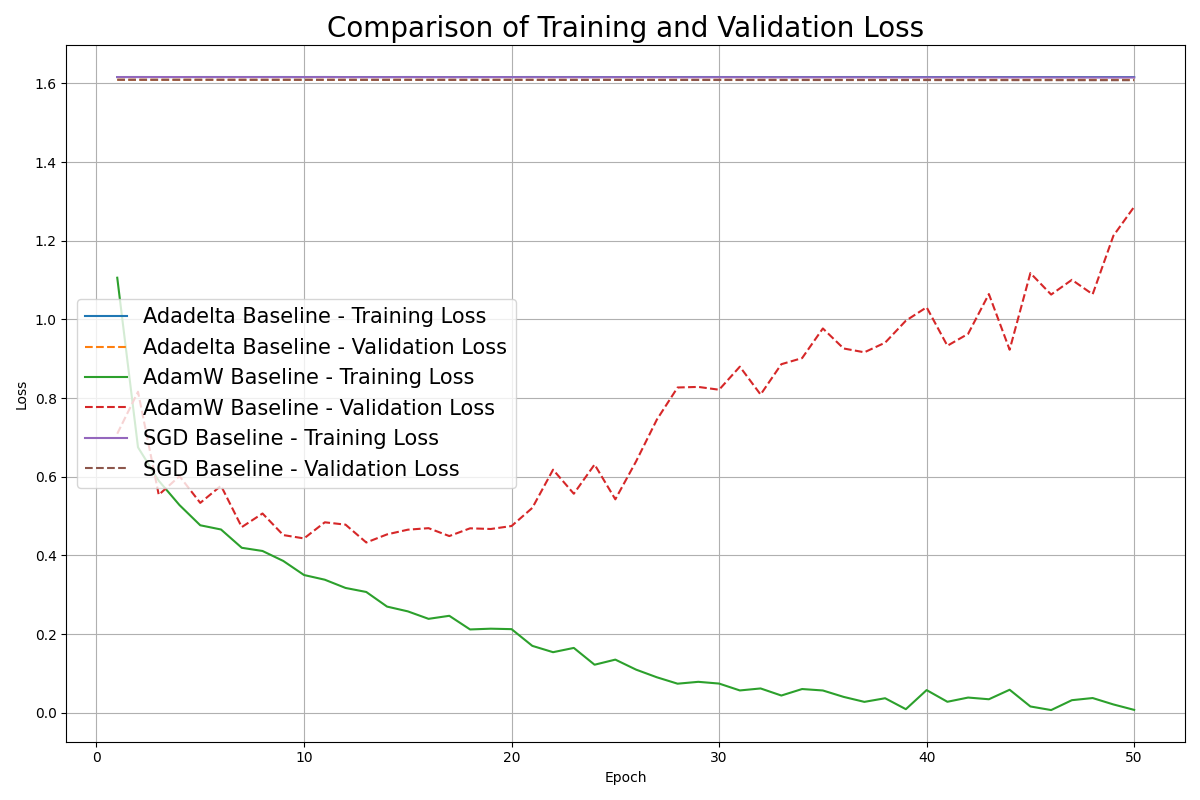 Comparison of Training and Validation Loss
1.6
1.4
1.2
1.0
0.8
0.6
0.4
0.2
0.0
Loss
Adadelta Baseline - Training Loss
Adadelta Baseline - Validation Loss
AdamW Baseline - Training Loss
AdamW Baseline - Validation Loss
SGD Baseline - Training Loss
SGD Baseline - Validation Loss
0 10 20 30 40 50
Epoch